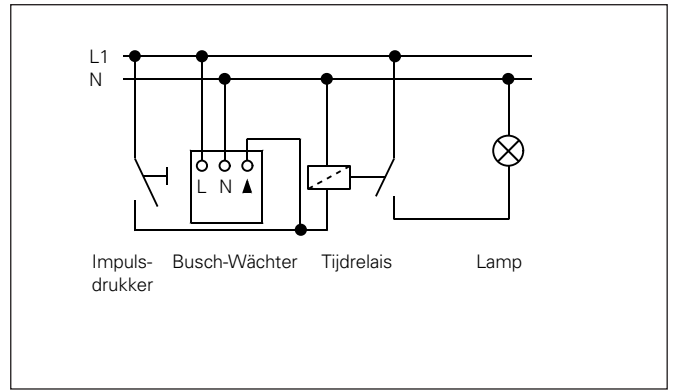 L1
N
L N
Impuls-
drukker
Busch-Wächter
Tijdrelais
Lamp